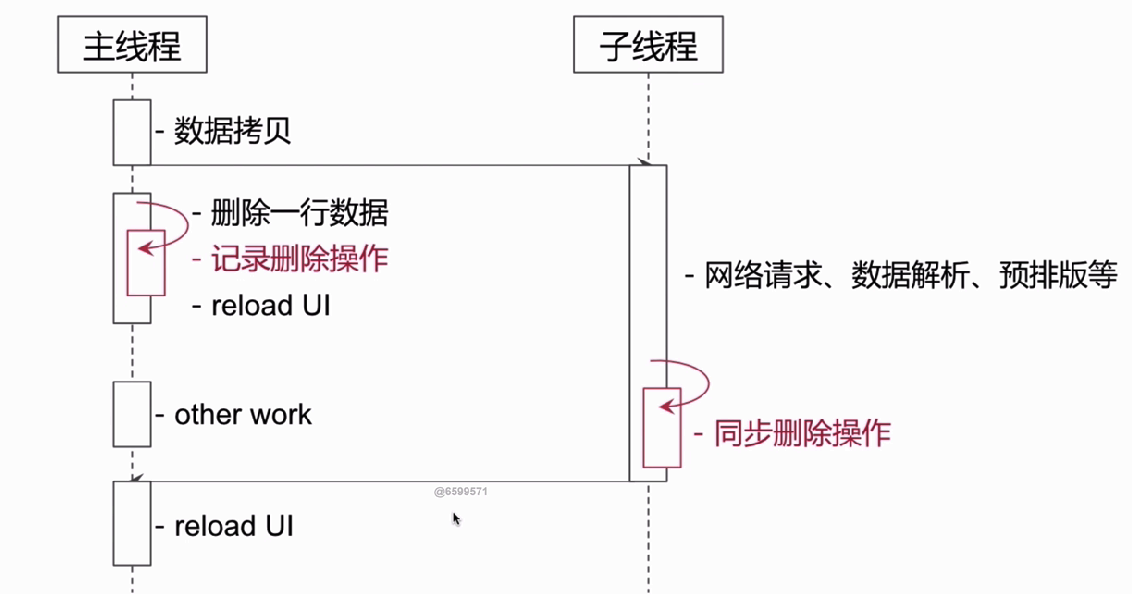 主线程
子线程
- 数据拷贝
- 删除一行数据
- 记录删除操作
- 网络请求、数据解析、预排版等
- reload UI
- other work
- 同步删除操作
@6599571
- reload UI